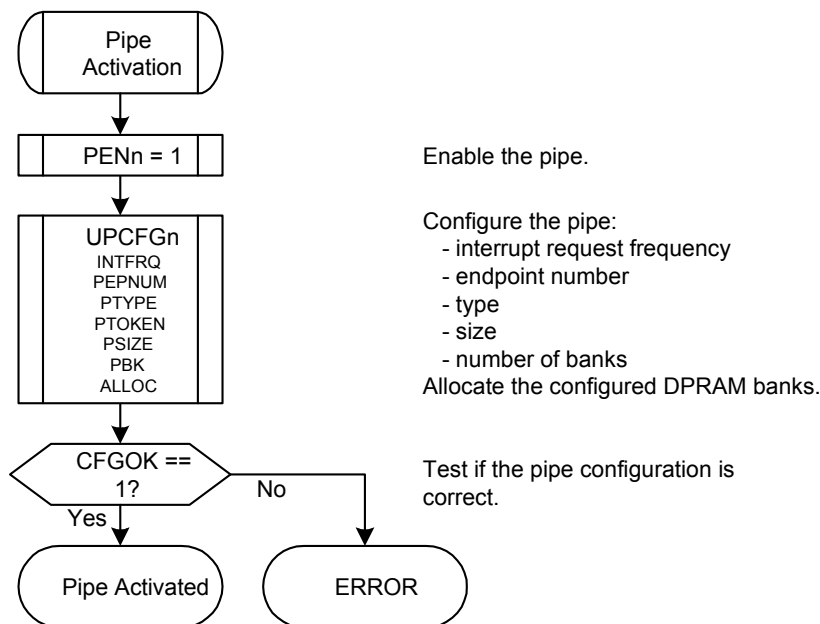 Pipe
Activation
PENn = 1
Enable the pipe.
UPCFGn
INTFRQ
PEPNUM
PTYPE
PTOKEN
PSIZE
PBK
ALLOC
Configure the pipe:
- interrupt request frequency
- endpoint number
- type
- size
- number of banks
Allocate the configured DPRAM banks.
CFGOK ==
1?
Test if the pipe configuration is
correct.
No
Yes
Pipe Activated
ERROR